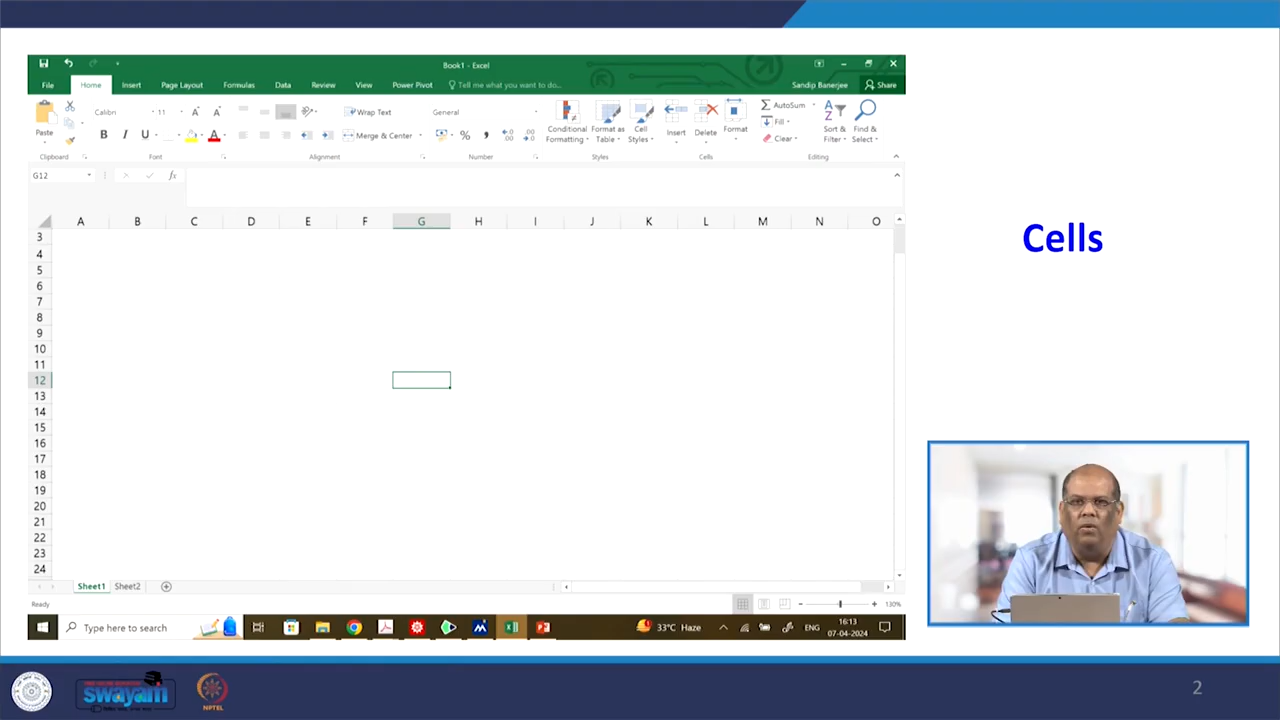 Book1 - Excel
File Home Insert Page Layout Formulas Data Review View Power Pivot Tell me what you want to do... Sandip Banerjee Share
Paste Calibri 11 Wrap Text General Conditional Formatting Format as Table Cell Styles Insert Delete Format AutoSum Sort & Filter Find & Select
B I U Merge & Center % Fill
Clear
Clipboard Font Alignment Number Styles Cells Editing
G12 fx
A B C D E F G H I J K L M N O
3
4
Cells
5
6
7
8
9
10
11
12
13
14
15
16
17
18
19
20
21
22
23
24
Sheet1 Sheet2
Ready 130%
Type here to search 33°C Haze ENG 16:13
07-04-2024
swayam NPTEL 2